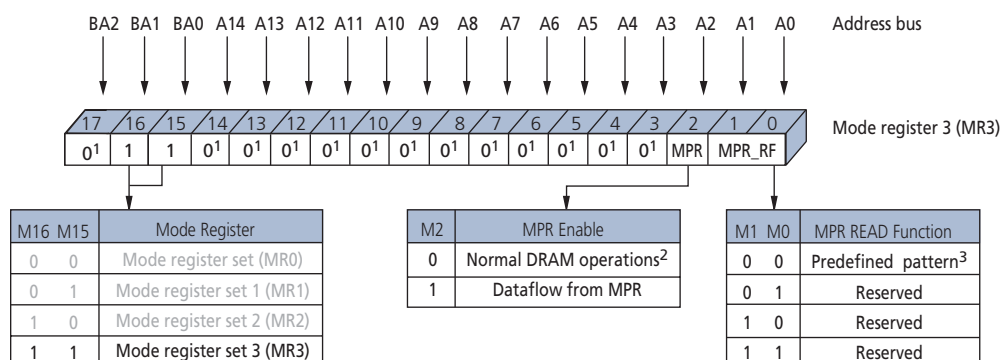 BA2 BA1 BA0 A14 A13 A12 A11 A10 A9 A8 A7 A6 A5 A4 A3 A2 A1 A0 Address bus
17 16 15 14 13 12 11 10 9 8 7 6 5 4 3 2 1 0
Mode register 3 (MR3)
0¹ 1 1 0¹ 0¹ 0¹ 0¹ 0¹ 0¹ 0¹ 0¹ 0¹ 0¹ 0¹ 0¹ MPR MPR_RF
M16 M15 Mode Register
0 0 Mode register set (MR0)
0 1 Mode register set 1 (MR1)
1 0 Mode register set 2 (MR2)
1 1 Mode register set 3 (MR3)
M2 MPR Enable
0 Normal DRAM operations²
1 Dataflow from MPR
M1 M0 MPR READ Function
0 0 Predefined pattern³
0 1 Reserved
1 0 Reserved
1 1 Reserved